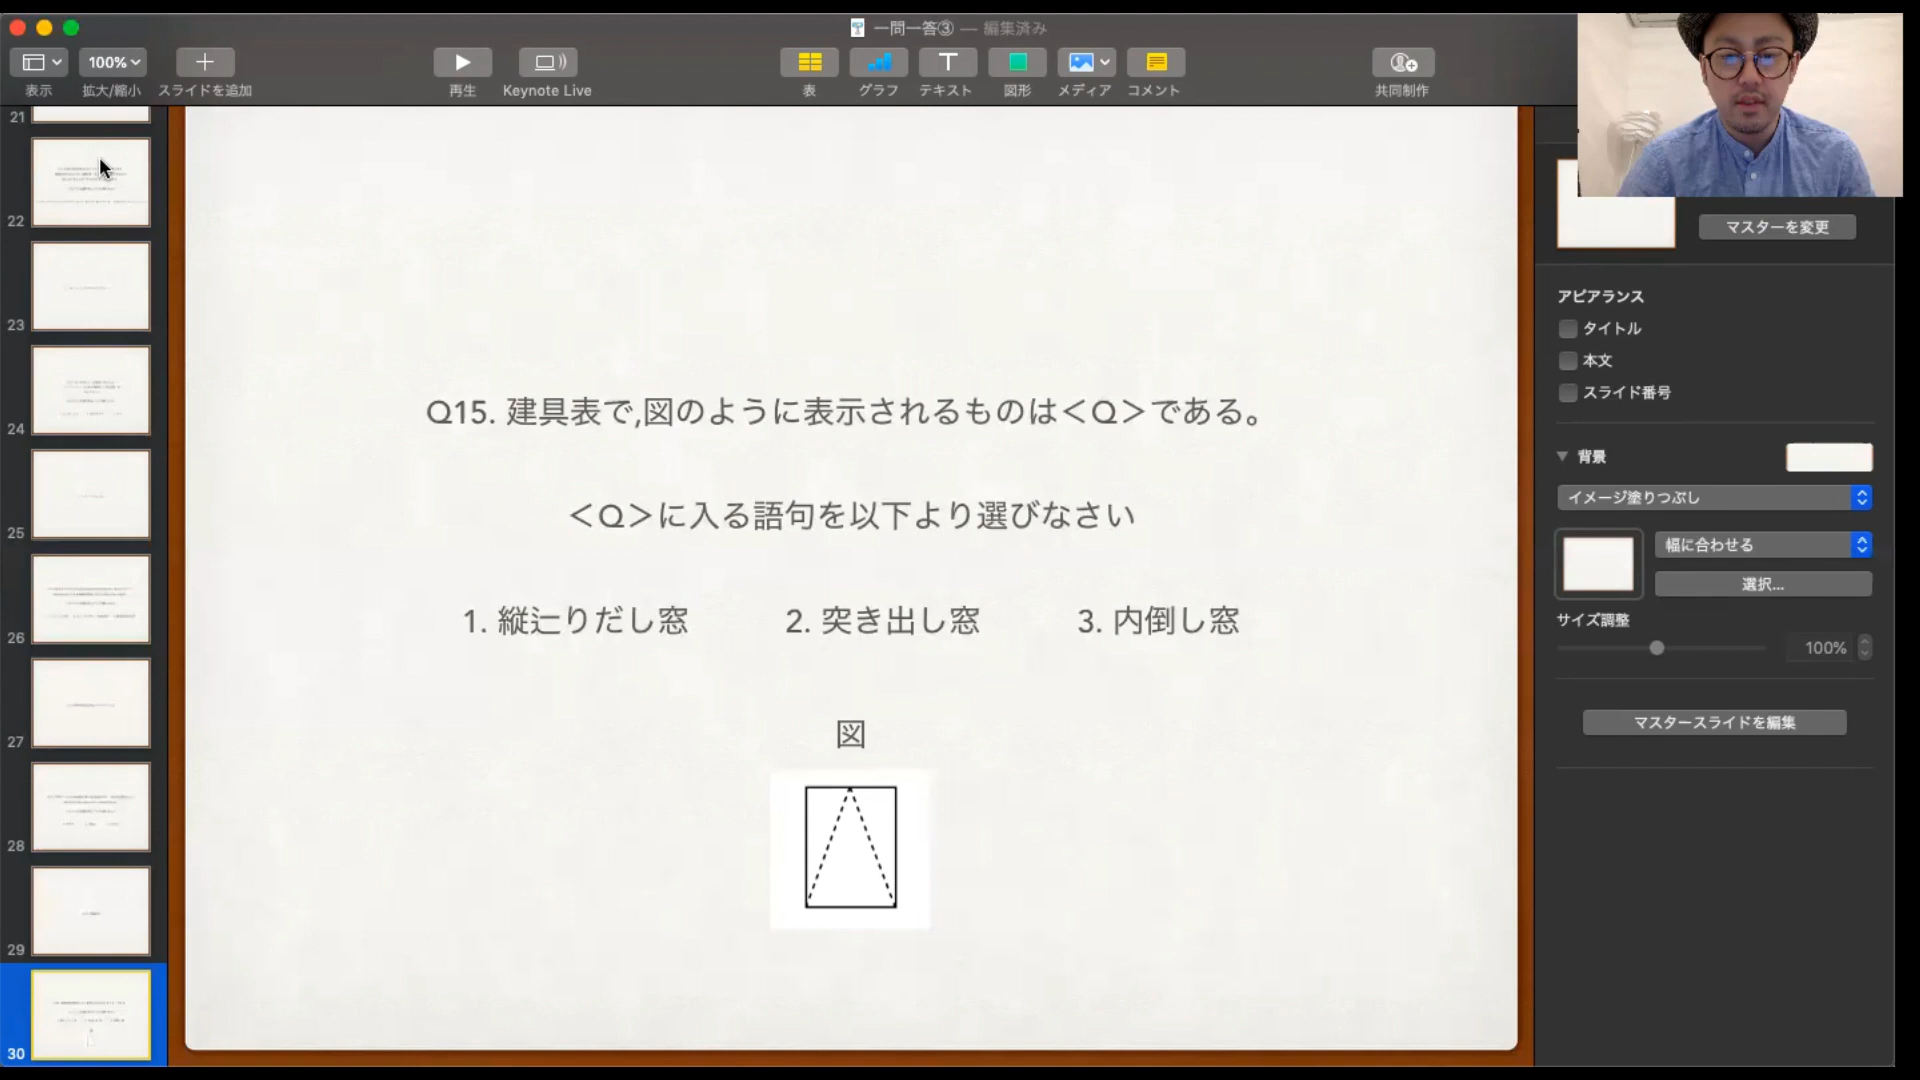 一問一答③ — 編集済み
100%
表示
拡大/縮小
スライドを追加
再生
Keynote Live
表
グラフ
テキスト
図形
メディア
コメント
共同制作
21
22
23
24
25
26
27
28
29
30
Q15. 建具表で,図のように表示されるものは＜Q＞である。
＜Q＞に入る語句を以下より選びなさい
1. 縦辷りだし窓 2. 突き出し窓 3. 内倒し窓
図
マスターを変更
アピアランス
タイトル
本文
スライド番号
背景
イメージ塗りつぶし
幅に合わせる
選択...
サイズ調整
100%
マスタースライドを編集